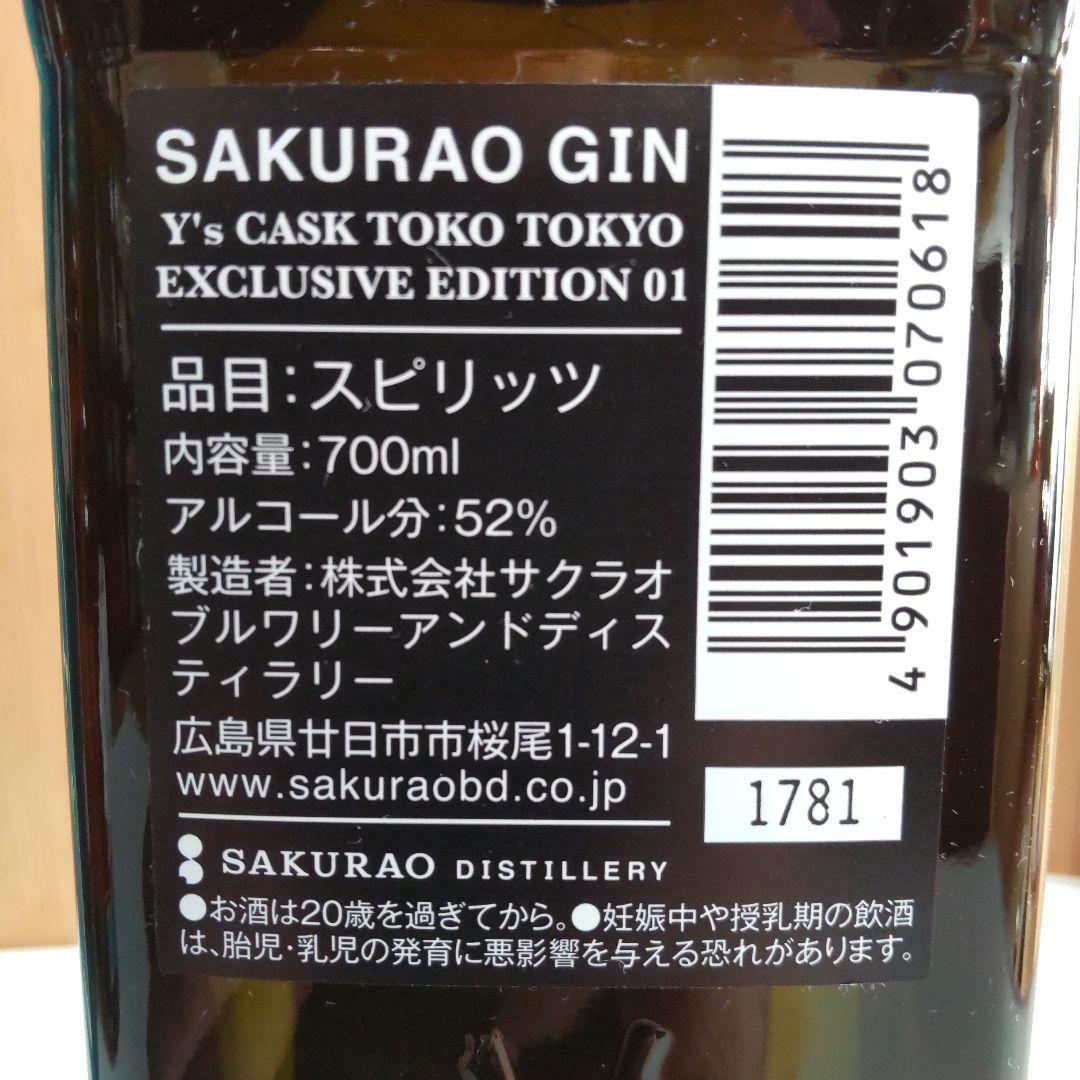 SAKURAO GIN
Y's CASK TOKO TOKYO
EXCLUSIVE EDITION 01
品目：スピリッツ
内容量：700ml
アルコール分：52%
製造者：株式会社サクラオ
ブルワリーアンドディス
ティラリー
広島県廿日市市桜尾1-12-1
www.sakuraobd.co.jp
SAKURAO DISTILLERY
●お酒は20歳を過ぎてから。●妊娠中や授乳期の飲酒
は、胎児・乳児の発育に悪影響を与える恐れがあります。
4 901903 070618
1781